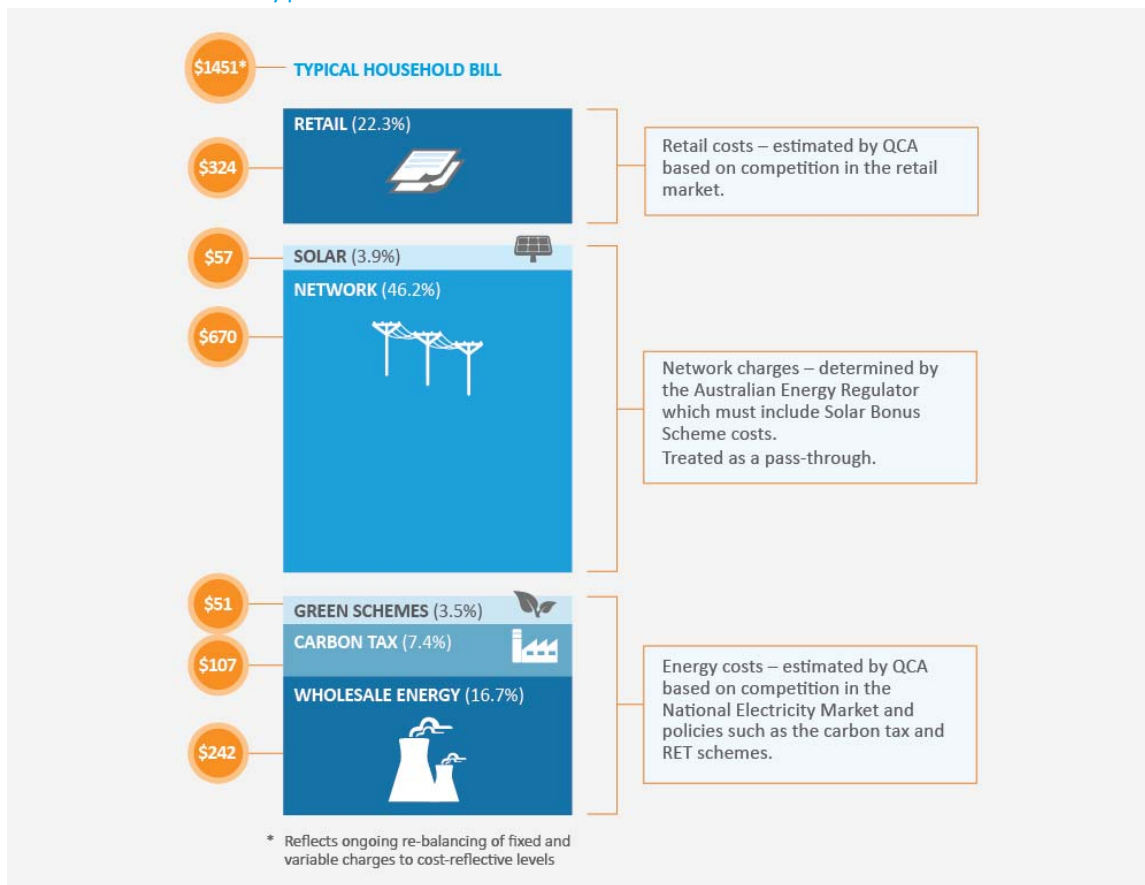 $1451*
TYPICAL HOUSEHOLD BILL
RETAIL (22.3%)
$324
Retail costs – estimated by QCA
based on competition in the retail
market.
$57
SOLAR (3.9%)
NETWORK (46.2%)
$670
Network charges – determined by
the Australian Energy Regulator
which must include Solar Bonus
Scheme costs.
Treated as a pass-through.
$51
GREEN SCHEMES (3.5%)
CARBON TAX (7.4%)
$107
WHOLESALE ENERGY (16.7%)
$242
Energy costs – estimated by QCA
based on competition in the
National Electricity Market and
policies such as the carbon tax and
RET schemes.
* Reflects ongoing re-balancing of fixed and
variable charges to cost-reflective levels